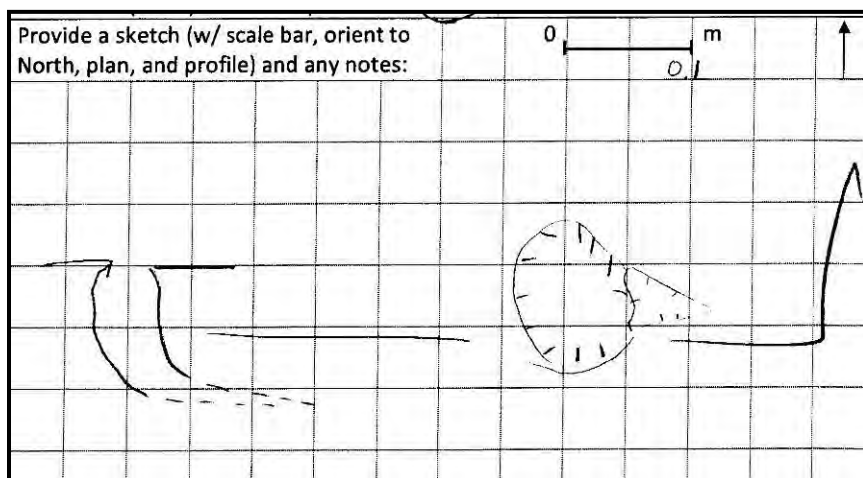 Provide a sketch (w/ scale bar, orient to
North, plan, and profile) and any notes:
0 m
0.1